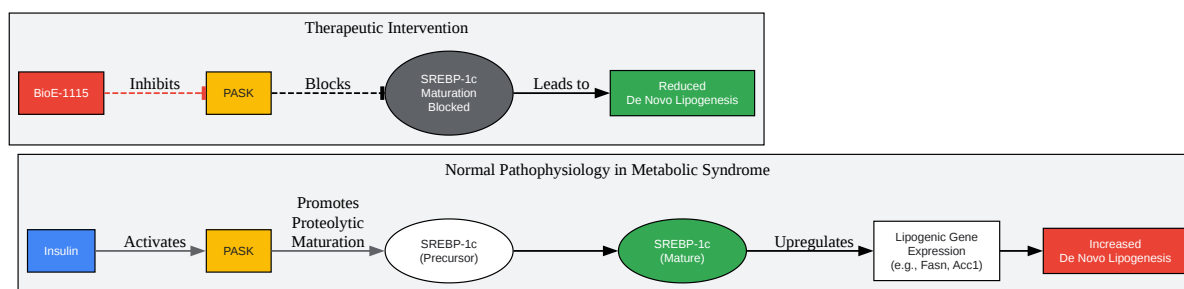 Therapeutic Intervention
BioE-1115
Inhibits
PASK
Blocks
SREBP-1c
Maturation
Blocked
Leads to
Reduced
De Novo Lipogenesis
Normal Pathophysiology in Metabolic Syndrome
Insulin
Activates
PASK
Promotes
Proteolytic
Maturation
SREBP-1c
(Precursor)
SREBP-1c
(Mature)
Upregulates
Lipogenic Gene
Expression
(e.g., Fasn, Acc1)
Increased
De Novo Lipogenesis